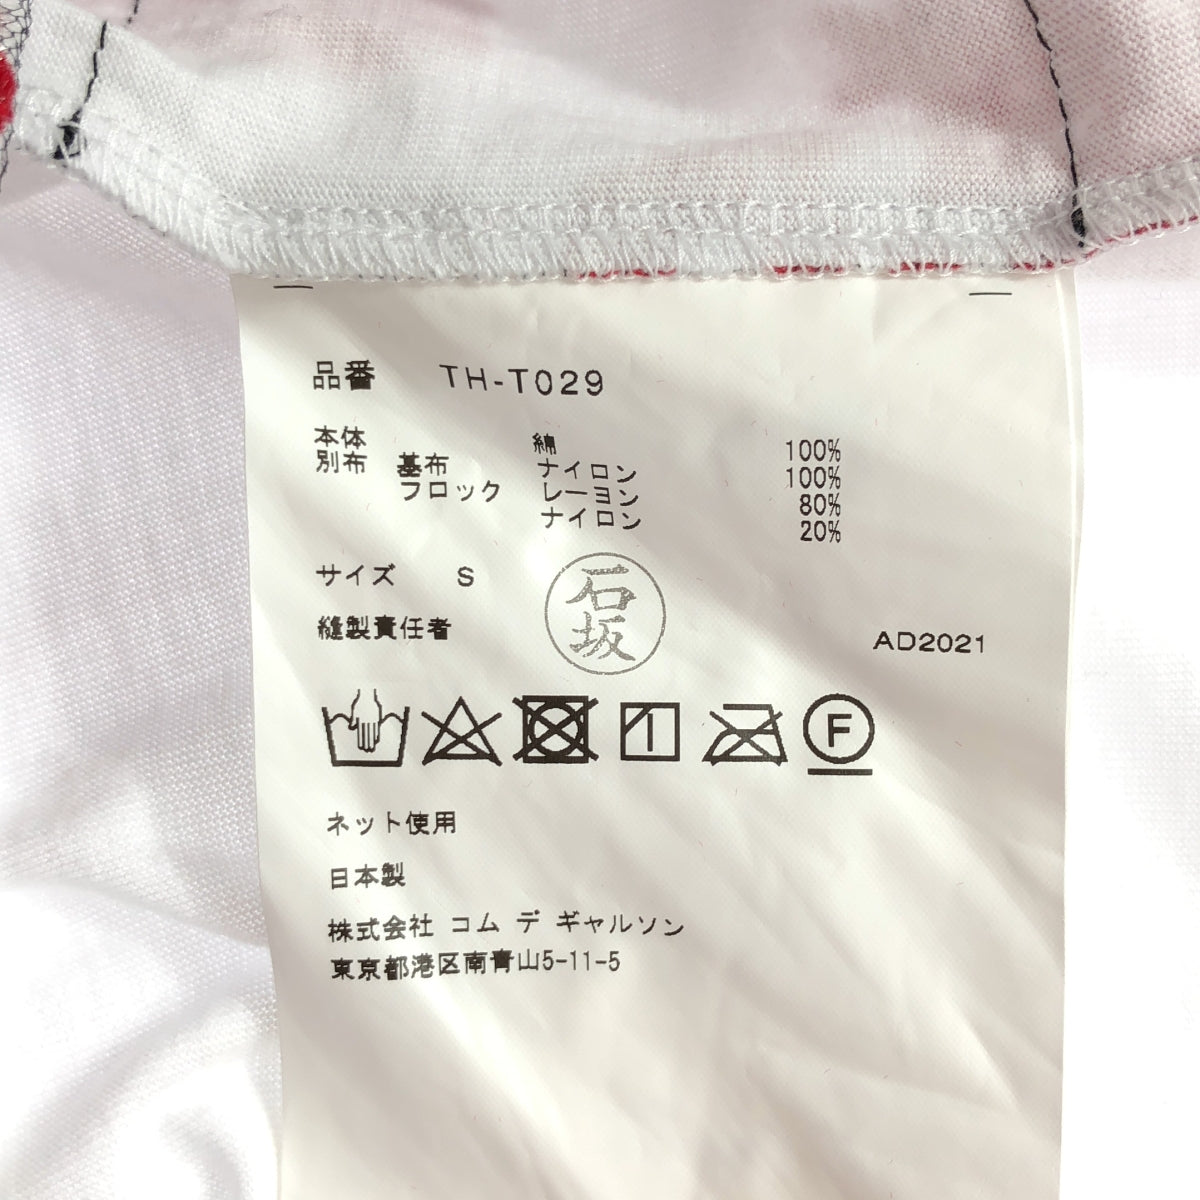 品番 TH-T029
本体 綿 100%
別布 基布 ナイロン 100%
フロック レーヨン 80%
ナイロン 20%
サイズ S
石坂
縫製責任者 AD2021
F
ネット使用
日本製
株式会社 コム デ ギャルソン
東京都港区南青山5-11-5